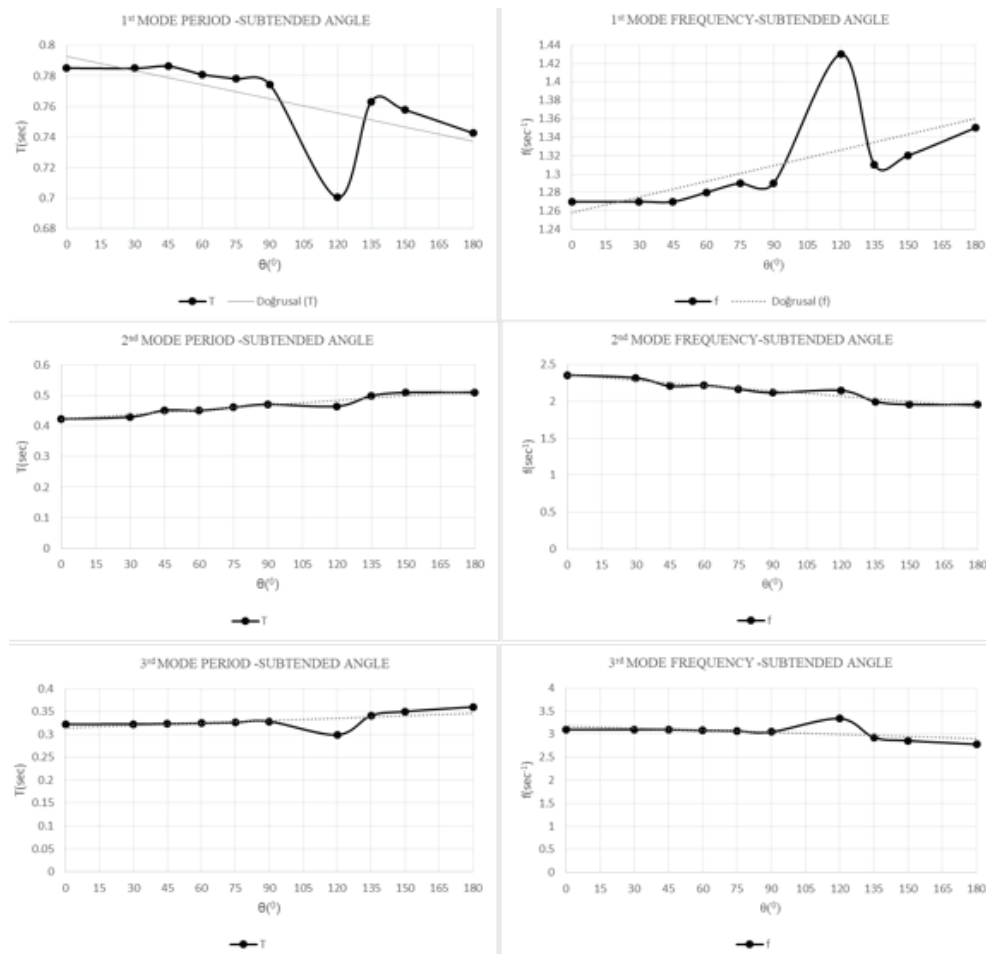 1st MODE PERIOD -SUBTENDED ANGLE
T(sec)
0.8
0.78
0.76
0.74
0.72
0.7
0.68
0 15 30 45 60 75 90 105 120 135 150 165 180
θ(⁰)
T Doğrusal (T)
1st MODE FREQUENCY-SUBTENDED ANGLE
f(sec⁻¹)
1.44
1.42
1.4
1.38
1.36
1.34
1.32
1.3
1.28
1.26
1.24
0 15 30 45 60 75 90 105 120 135 150 165 180
θ(⁰)
f Doğrusal (f)
2nd MODE PERIOD -SUBTENDED ANGLE
T(sec)
0.6
0.5
0.4
0.3
0.2
0.1
0
0 15 30 45 60 75 90 105 120 135 150 165 180
θ(⁰)
T
2nd MODE FREQUENCY-SUBTENDED ANGLE
f(sec¹)
2.5
2
1.5
1
0.5
0
0 15 30 45 60 75 90 105 120 135 150 165 180
θ(⁰)
f
3rd MODE PERIOD -SUBTENDED ANGLE
T(sec)
0.4
0.35
0.3
0.25
0.2
0.15
0.1
0.05
0
0 15 30 45 60 75 90 105 120 135 150 165 180
θ(⁰)
T
3rd MODE FREQUENCY -SUBTENDED ANGLE
f(sec⁻¹)
4
3.5
3
2.5
2
1.5
1
0.5
0
0 15 30 45 60 75 90 105 120 135 150 165 180
θ(⁰)
f